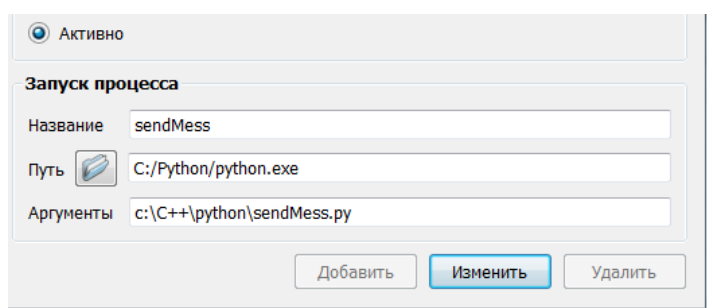 Активно
Запуск процесса
Название sendMess
Путь C:/Python/python.exe
Аргументы c:\C++\python\sendMess.py
Добавить Изменить Удалить